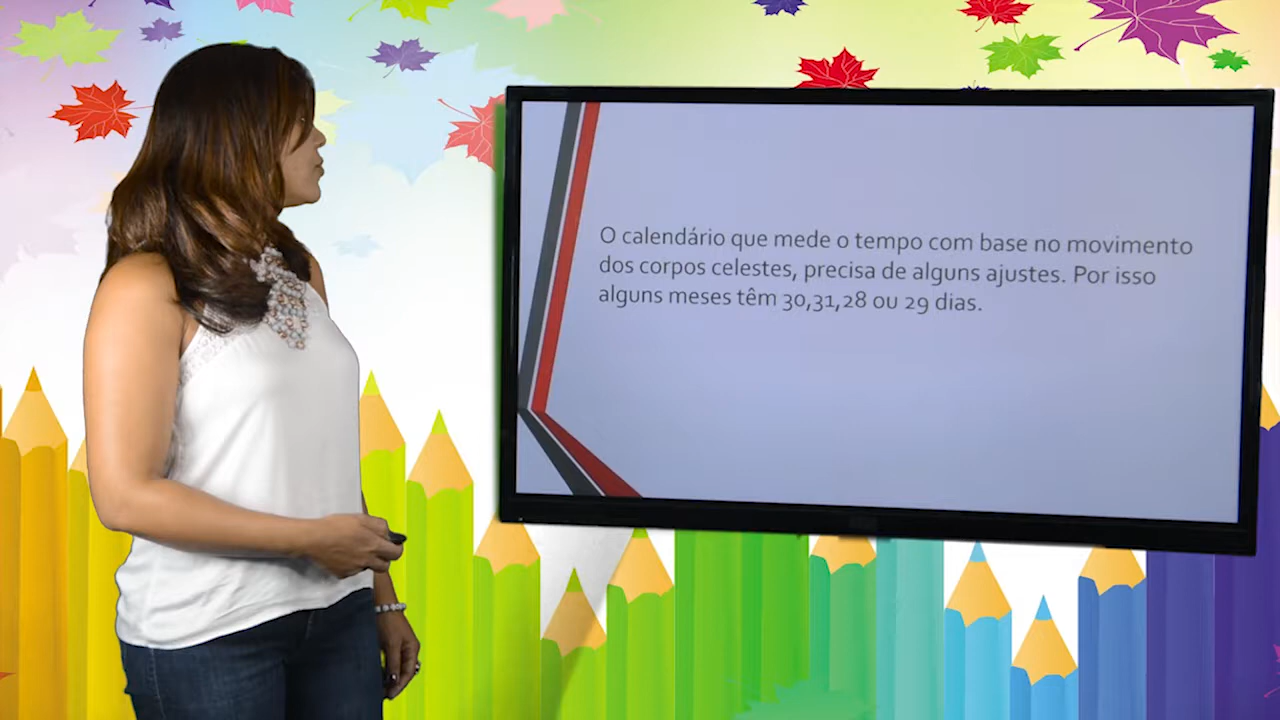 O calendário que mede o tempo com base no movimento
dos corpos celestes, precisa de alguns ajustes. Por isso
alguns meses têm 30,31,28 ou 29 dias.